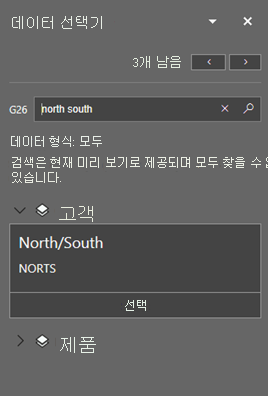 데이터 선택기
3개 남음
G26 north south
데이터 형식: 모두
검색은 현재 미리 보기로 제공되며 모두 찾을 수 없
있습니다.
고객
North/South
NORTS
선택
제품